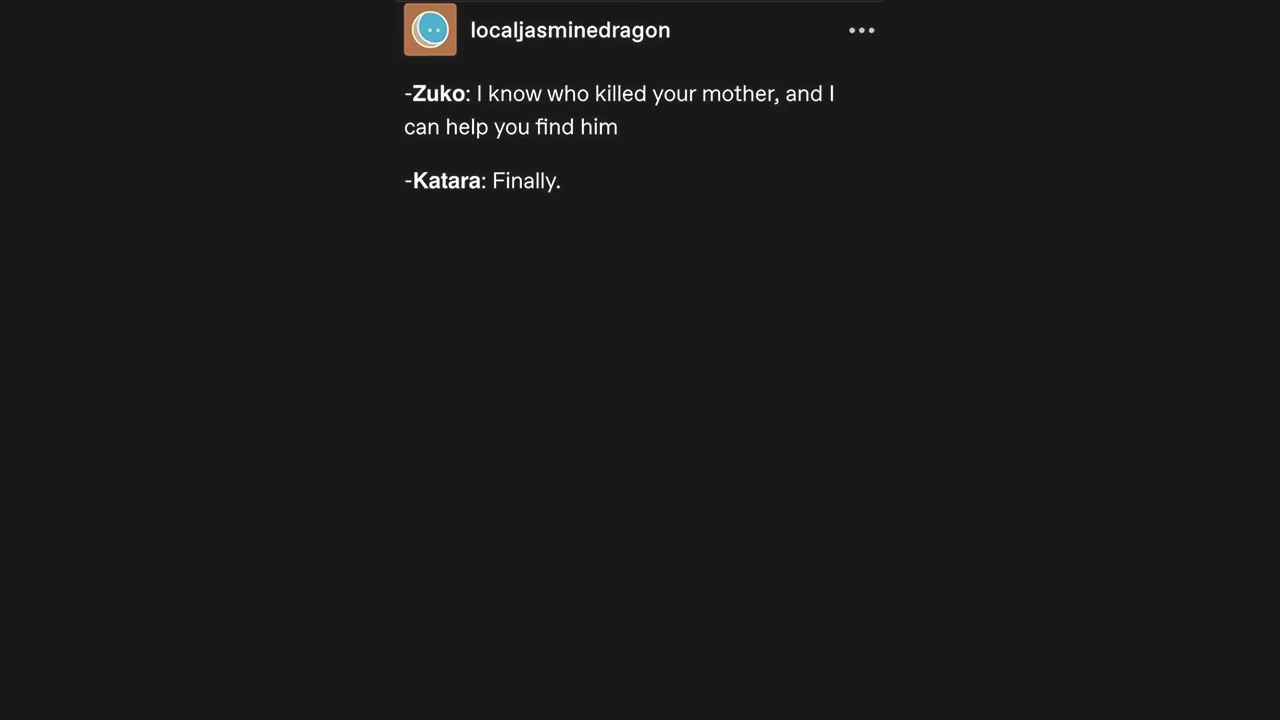 localjasminedragon
-Zuko: I know who killed your mother, and I
can help you find him
-Katara: Finally.